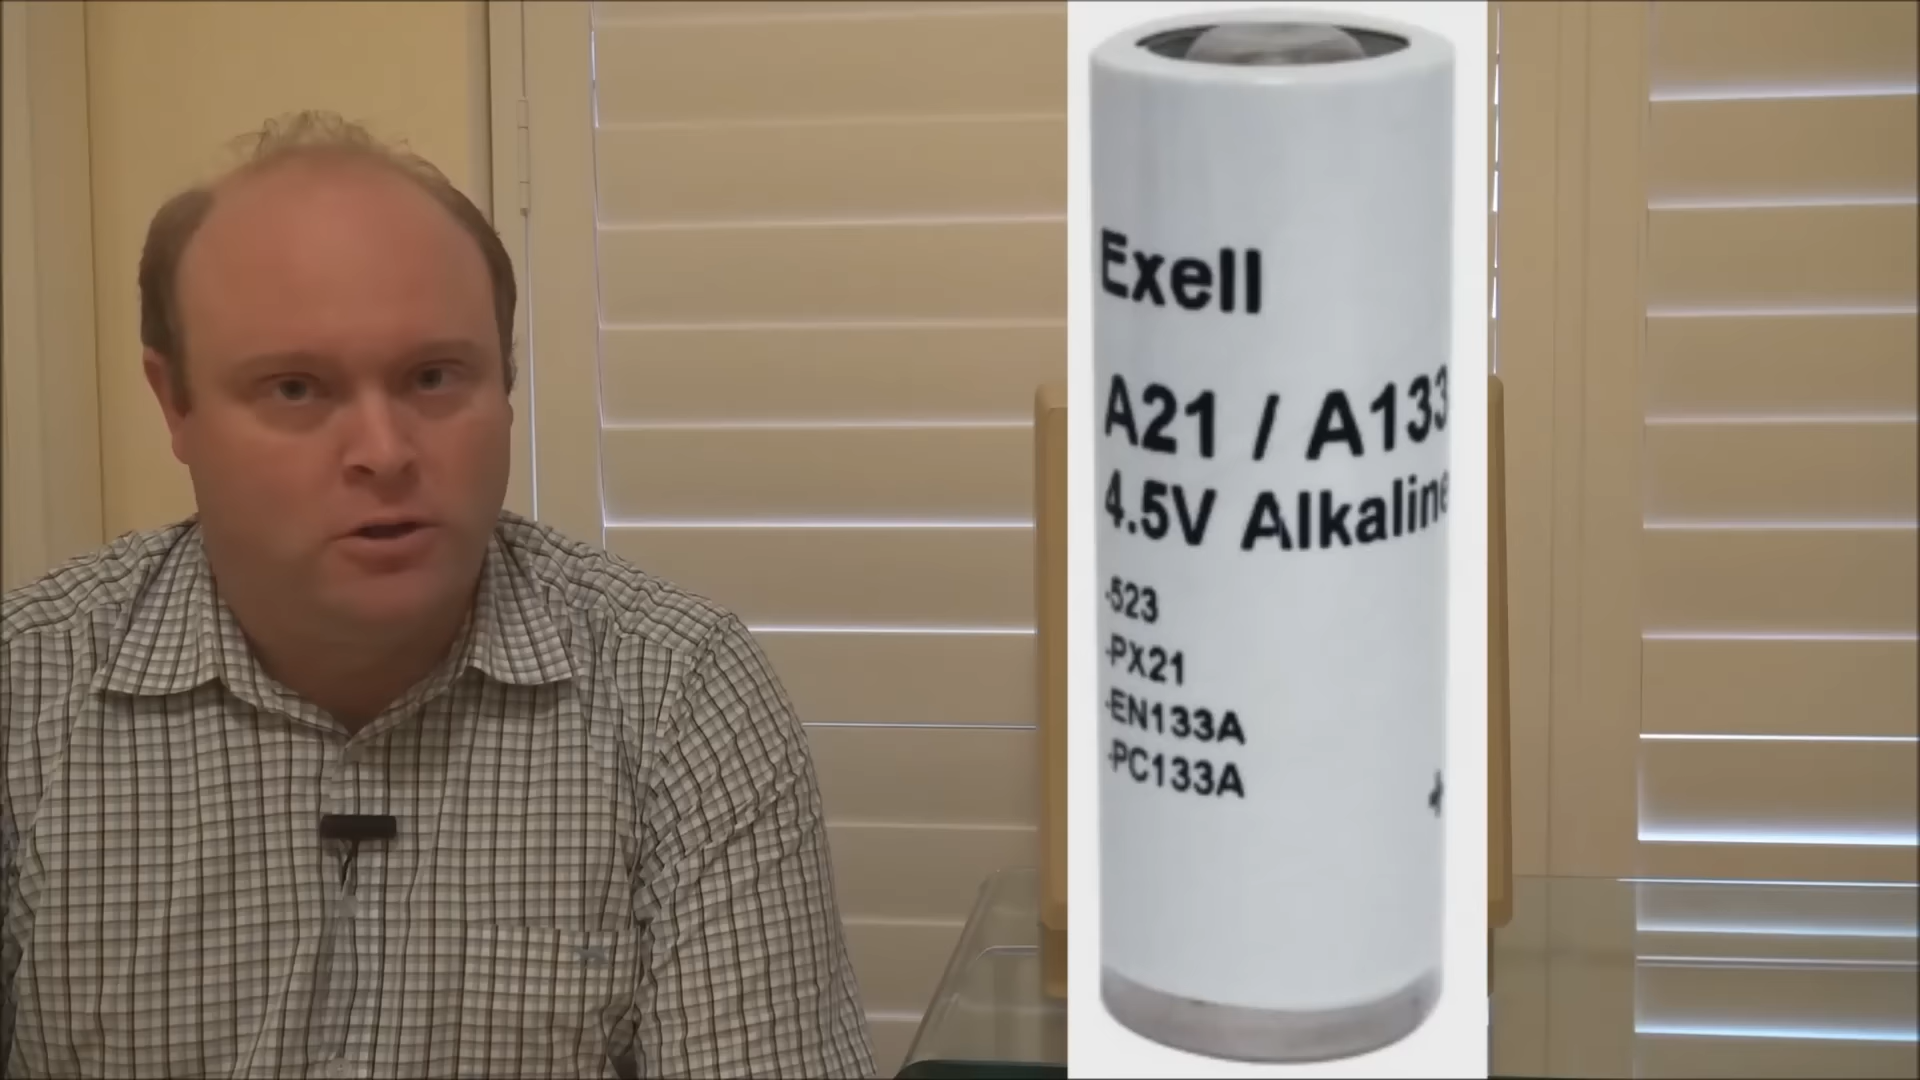 Exell
A21 / A133
4.5V Alkaline
-523
-PX21
-EN133A
-PC133A
+